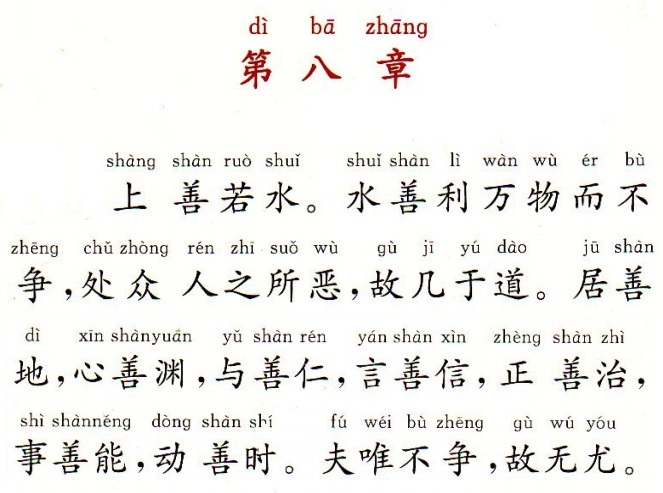 dì bā zhāng
第八章
shàng shàn ruò shuǐ shuǐ shàn lì wàn wù ér bù
上善若水。水善利万物而不
zhēng chǔ zhòng rén zhī suǒ wù gù jī yú dào jū shàn
争,处众人之所恶,故几于道。居善
dì xīn shànyuān yǔ shàn rén yán shàn xìn zhèng shàn zhì
地,心善渊,与善仁,言善信,正善治,
shì shànnéng dòng shàn shí fú wéi bù zhēng gù wú yóu
事善能,动善时。夫唯不争,故无尤。